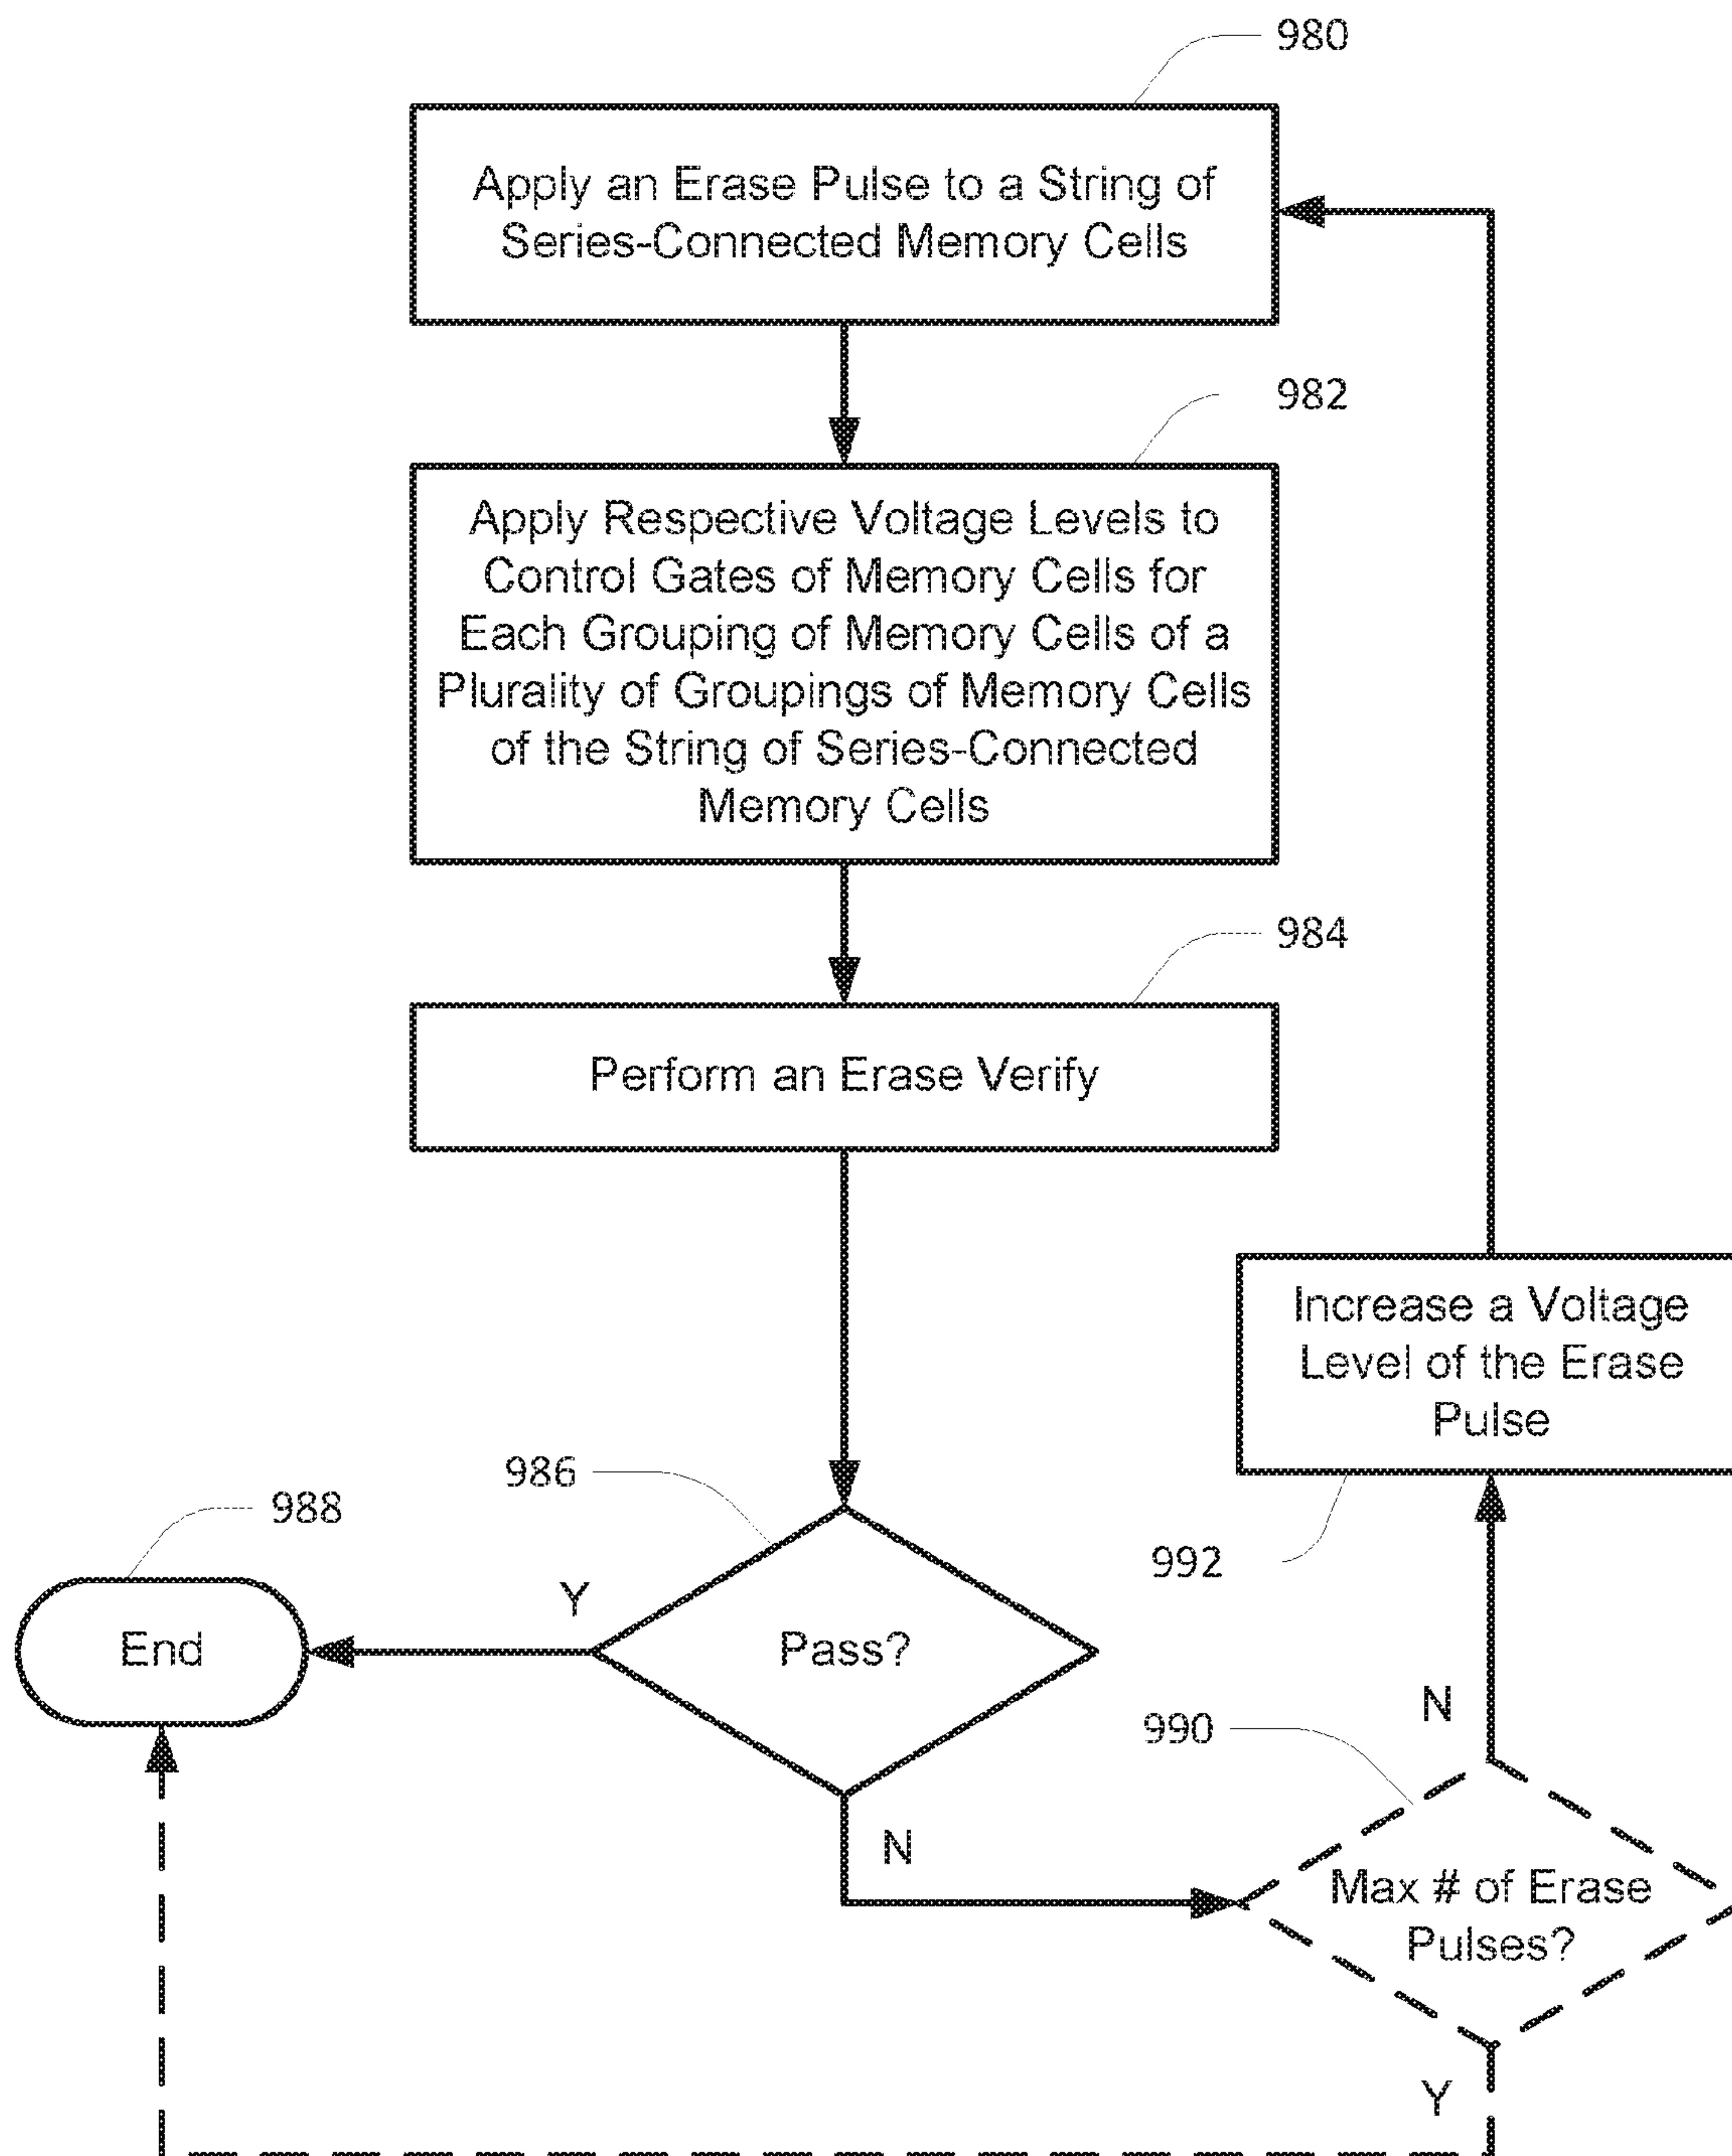 980
Apply an Erase Pulse to a String of
Series-Connected Memory Cells
982
Apply Respective Voltage Levels to
Control Gates of Memory Cells for
Each Grouping of Memory Cells of a
Plurality of Groupings of Memory Cells
of the String of Series-Connected
Memory Cells
984
Perform an Erase Verify
Increase a Voltage
Level of the Erase
Pulse
992
986
988
Y
End
Pass?
N
990
N
Max # of Erase
Pulses?
Y